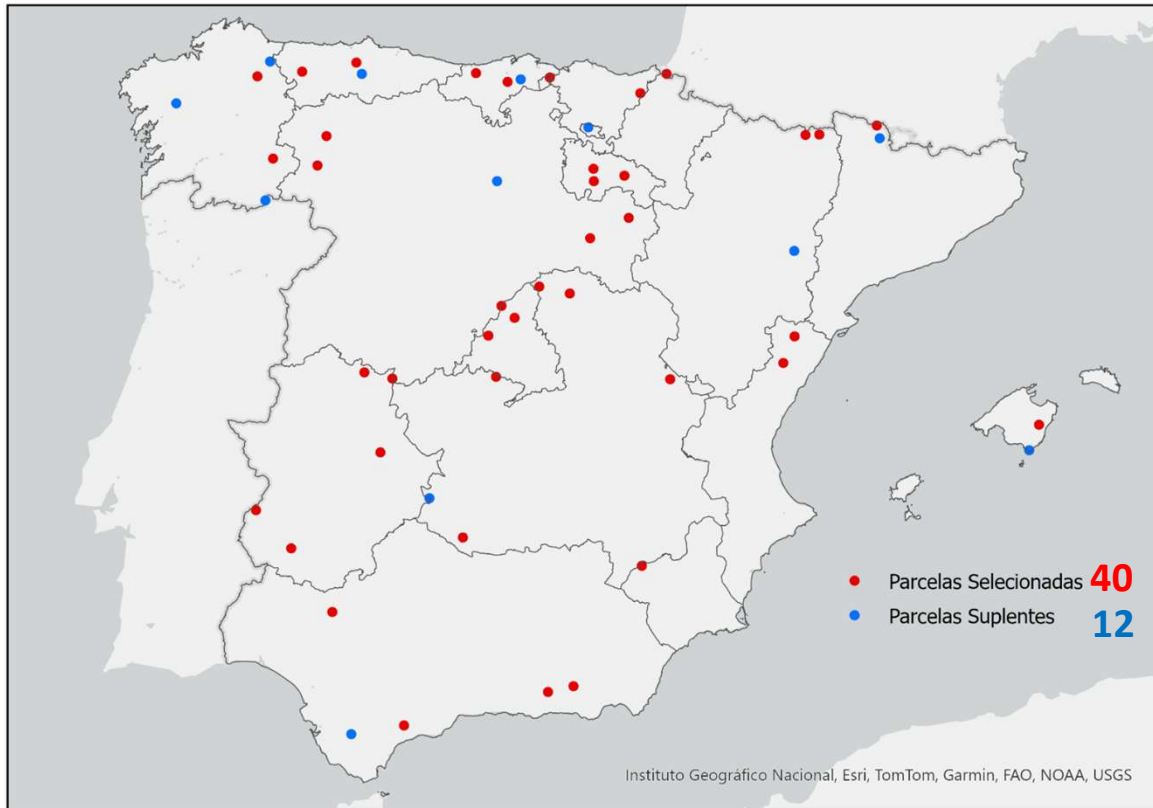 Parcelas Selecionadas 40
Parcelas Suplentes 12
Instituto Geográfico Nacional, Esri, TomTom, Garmin, FAO, NOAA, USGS